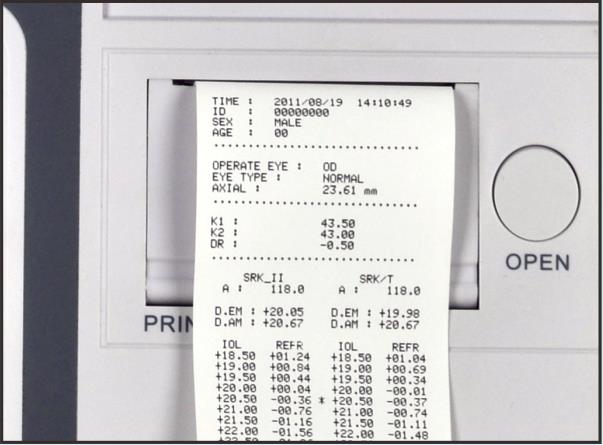 TIME : 2011/08/19 14:10:49
ID : 00000000
SEX : MALE
AGE : 00
OPERATE EYE : OD
EYE TYPE : NORMAL
AXIAL : 23.61 mm
K1 : 43.50
K2 : 43.00
DR : -0.50
SRK_II SRK/T
A : 118.0 A : 118.0
D.EM : +20.05 D.EM : +19.98
D.AM : +20.67 D.AM : +20.67
IOL REFR IOL REFR
+18.50 +01.24 +18.50 +01.04
+19.00 +00.84 +19.00 +00.69
+19.50 +00.44 +19.50 +00.34
+20.00 +00.04 +20.00 -00.01
+20.50 -00.36 * +20.50 -00.37
+21.00 -00.76 +21.00 -00.74
+21.50 -01.16 +21.50 -01.11
+22.00 -01.56 +22.00 -01.48
OPEN